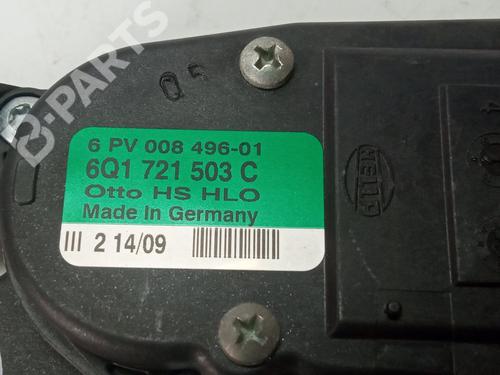 B-PARTS
05
6 PV 008 496-01
6Q1 721 503 C
Otto HS HLO
Made In Germany
III 2 14/09
HELLA